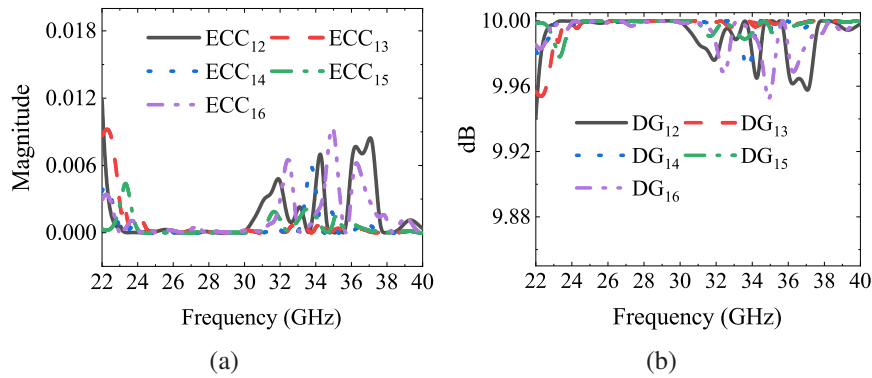 (a)
0.018
0.012
0.006
0.000
Magnitude
ECC12 ECC13
ECC14 ECC15
ECC16
22 24 26 28 30 32 34 36 38 40
Frequency (GHz)
(a)
(b)
10.00
9.96
9.92
9.88
dB
DG12 DG13
DG14 DG15
DG16
22 24 26 28 30 32 34 36 38 40
Frequency (GHz)
(b)